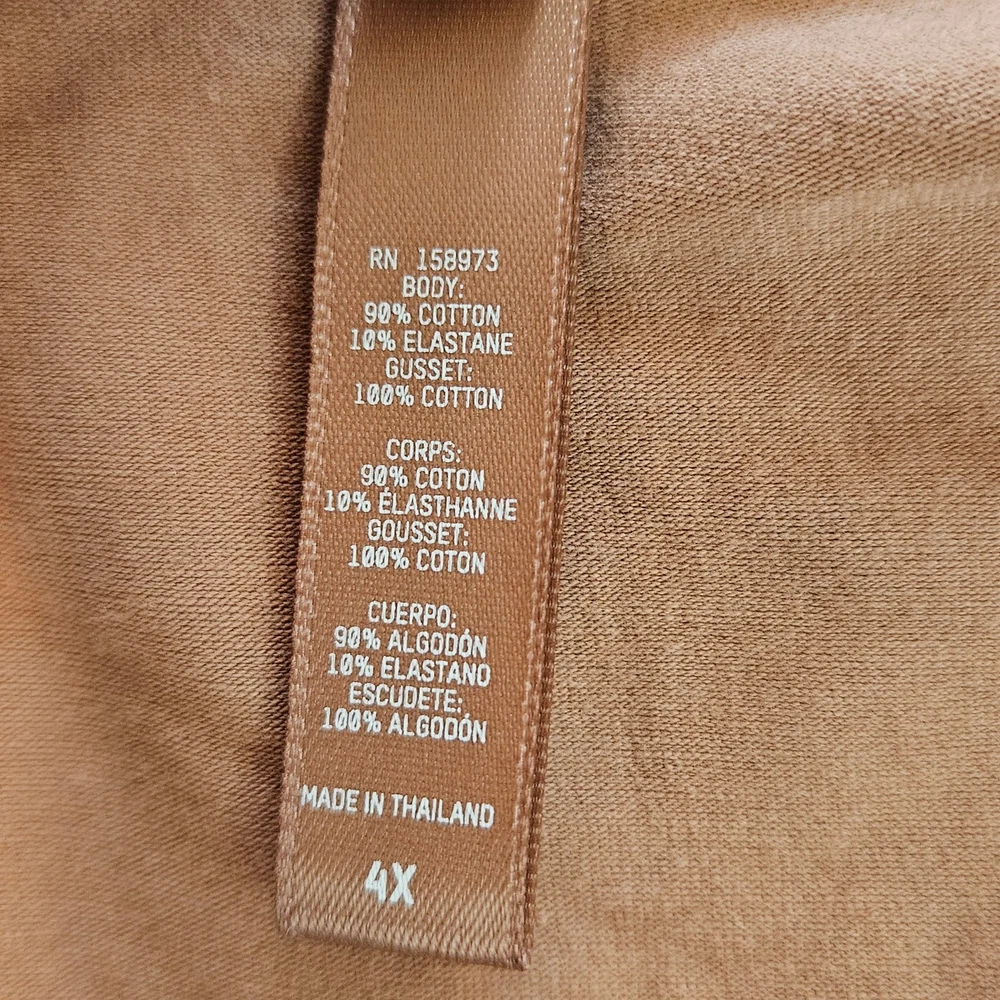 RN 158973
BODY:
90% COTTON
10% ELASTANE
GUSSET:
100% COTTON
CORPS:
90% COTON
10% ÉLASTHANNE
GOUSSET:
100% COTON
CUERPO:
90% ALGODÓN
10% ELASTANO
ESCUDETE:
100% ALGODÓN
MADE IN THAILAND
4X